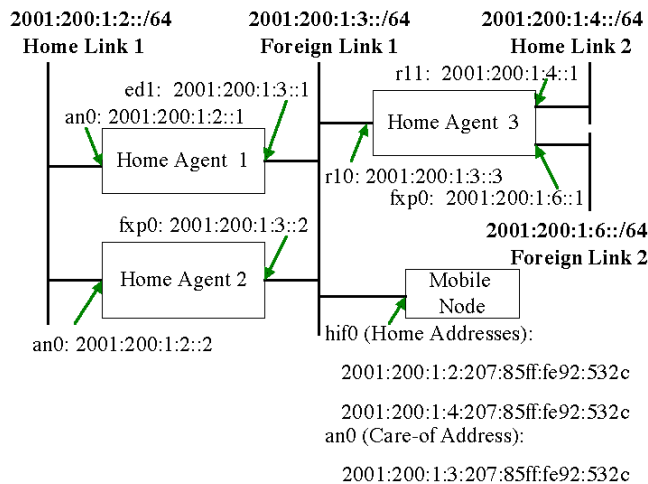 2001:200:1:2::/64
Home Link 1
2001:200:1:3::/64
Foreign Link 1
2001:200:1:4::/64
Home Link 2
ed1: 2001:200:1:3::1
an0: 2001:200:1:2::1
Home Agent 1
r11: 2001:200:1:4::1
Home Agent 3
r10: 2001:200:1:3::3
fxp0: 2001:200:1:6::1
2001:200:1:6::/64
Foreign Link 2
fxp0: 2001:200:1:3::2
Home Agent 2
an0: 2001:200:1:2::2
Mobile
Node
hif0 (Home Addresses):
2001:200:1:2:207:85ff:fe92:532c
2001:200:1:4:207:85ff:fe92:532c
an0 (Care-of Address):
2001:200:1:3:207:85ff:fe92:532c